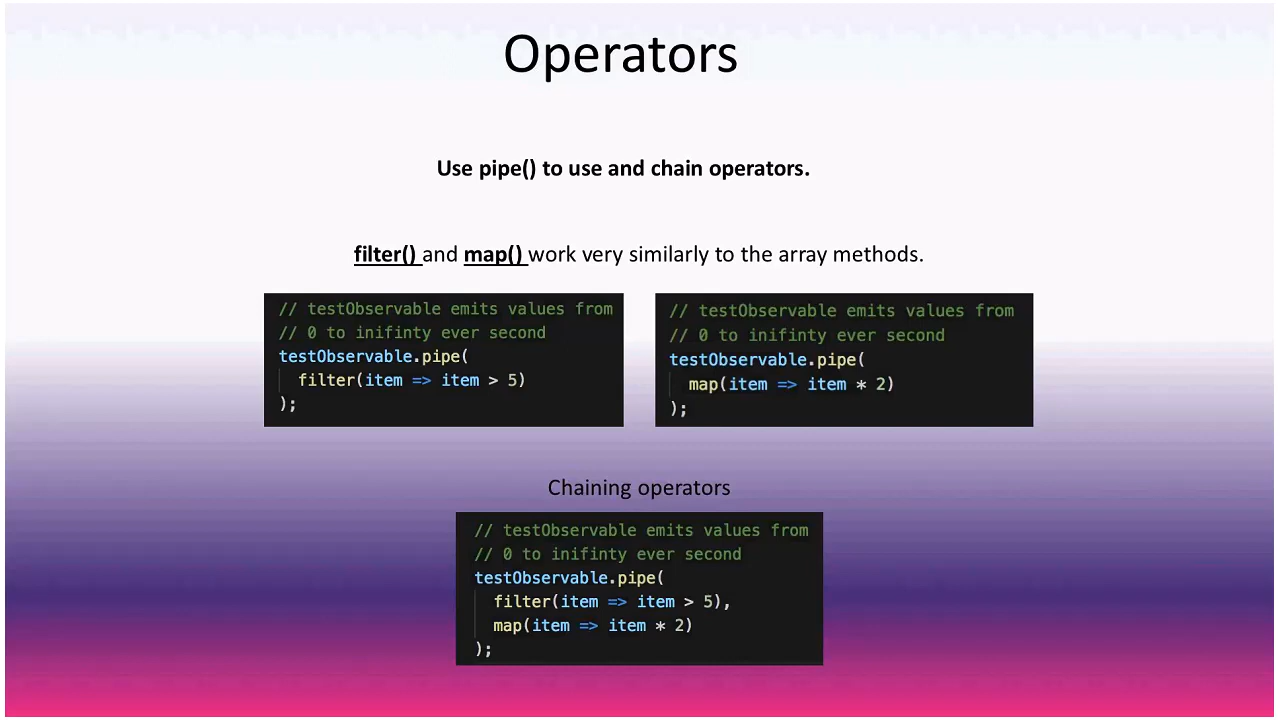 Operators
Use pipe() to use and chain operators.
filter() and map() work very similarly to the array methods.
// testObservable emits values from
// 0 to inifinty ever second
testObservable.pipe(
filter(item => item > 5)
);
// testObservable emits values from
// 0 to inifinty ever second
testObservable.pipe(
map(item => item * 2)
);
Chaining operators
// testObservable emits values from
// 0 to inifinty ever second
testObservable.pipe(
filter(item => item > 5),
map(item => item * 2)
);